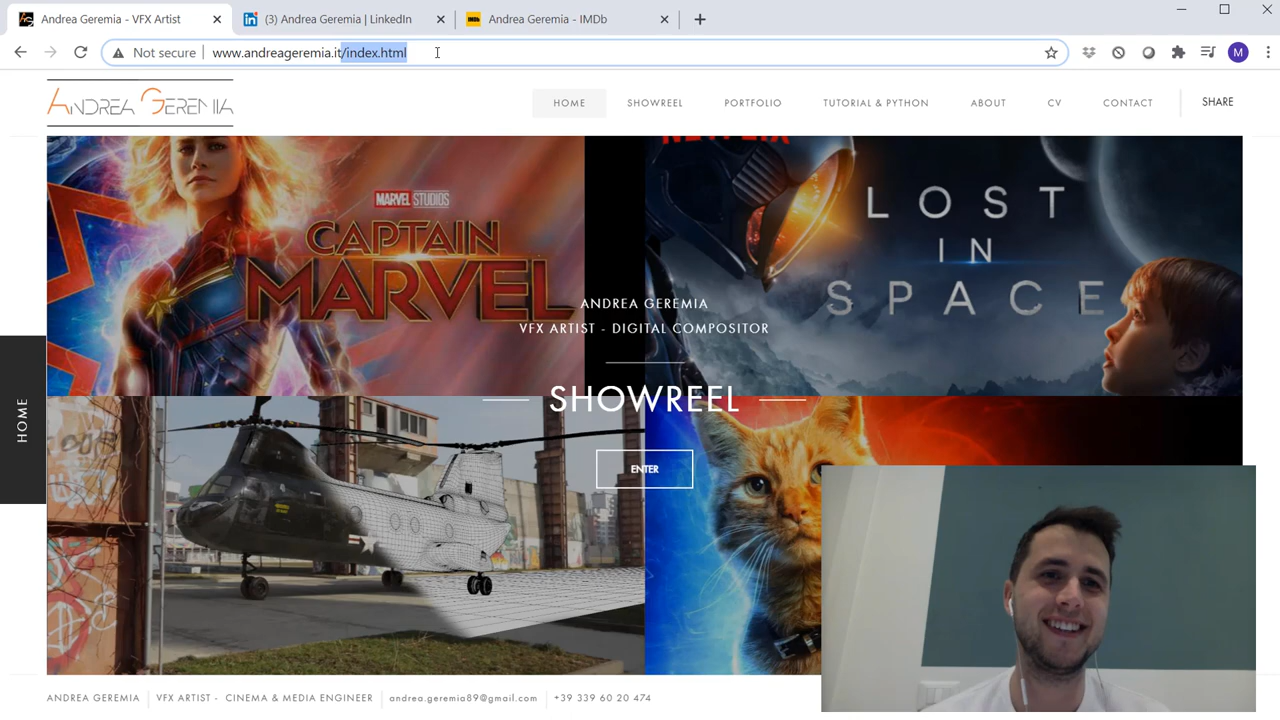 Andrea Geremia - VFX Artist
(3) Andrea Geremia | LinkedIn
IMDb
Andrea Geremia - IMDb
Not secure
www.andreageremia.it/index.html
M
ANDREA GEREMIA
HOME
SHOWREEL
PORTFOLIO
TUTORIAL & PYTHON
ABOUT
CV
CONTACT
SHARE
NETFLIX
MARVEL STUDIOS
CAPTAIN
MARVEL
LOST
IN
SPACE
ANDREA GEREMIA
VFX ARTIST - DIGITAL COMPOSITOR
SHOWREEL
ENTER
HOME
ANDREA GEREMIA
VFX ARTIST - CINEMA & MEDIA ENGINEER
andrea.geremia89@gmail.com
+39 339 60 20 474